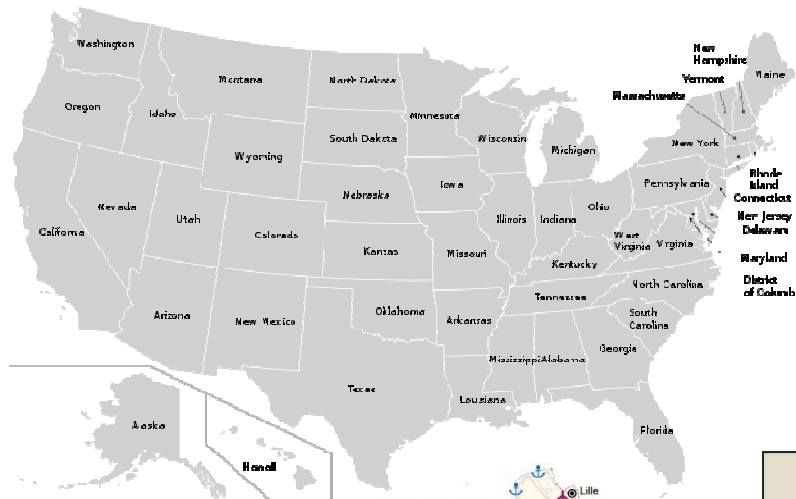 New
Hampshire
Washington
Maine
Montana
North Dakota
Vermont
Massachusetts
Oregon
Idaho
Minnesota
South Dakota
Wisconsin
New York
Michigan
Wyoming
Rhode
Island
Connecticut
Pennsylvania
Iowa
Nebraska
Nevada
Ohio
Utah
Illinois
Indiana
New Jersey
Delaware
California
Colorado
West
Virginia
Virginia
Kansas
Missouri
Maryland
Kentucky
District
of Columb
North Carolina
Tennessee
Oklahoma
Arizona
New Mexico
Arkansas
South
Carolina
Georgia
Mississippi
Alabama
Texas
Louisiana
Alaska
Florida
Hawaii
Lille